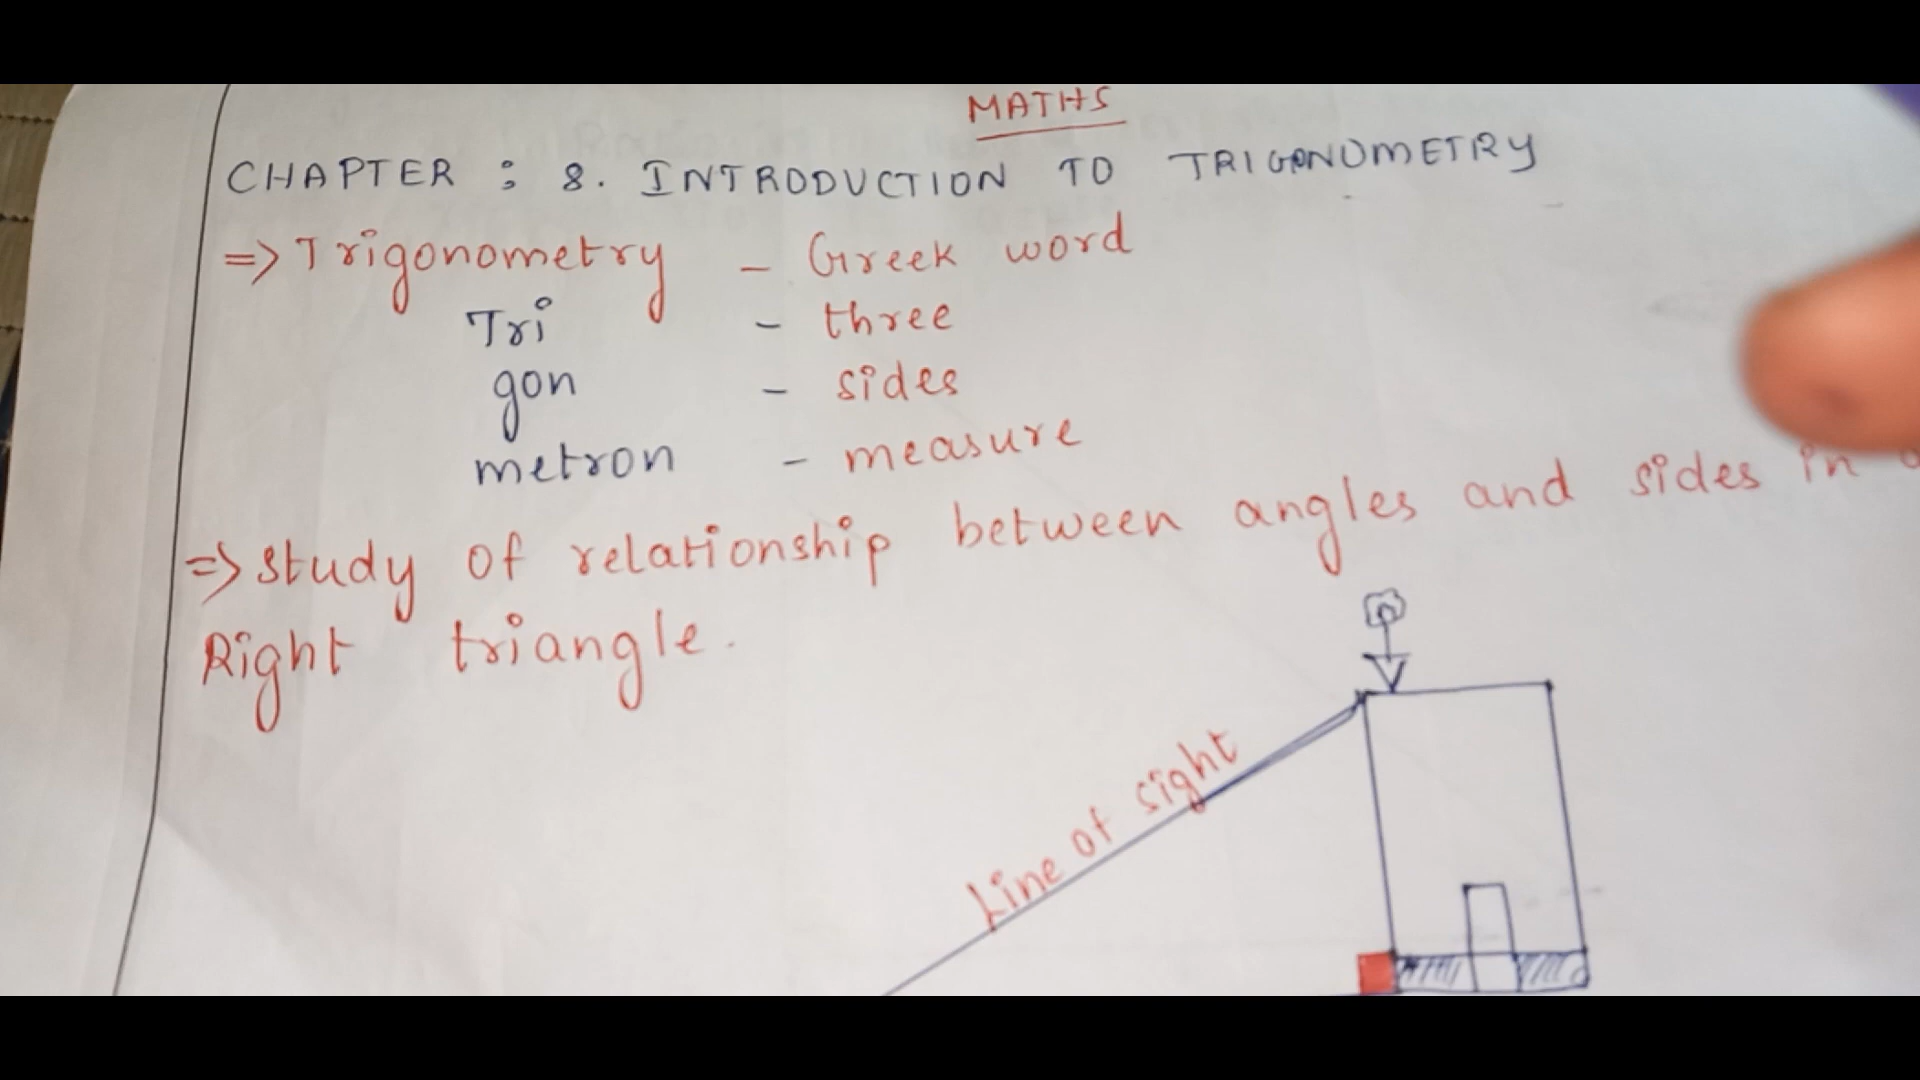 MATHS
CHAPTER : 8. INTRODUCTION TO TRIGONOMETRY
=> Trigonometry - Greek word
Tri - three
gon - sides
metron - measure
=> study of relationship between angles and sides in
Right triangle.
Line of sight